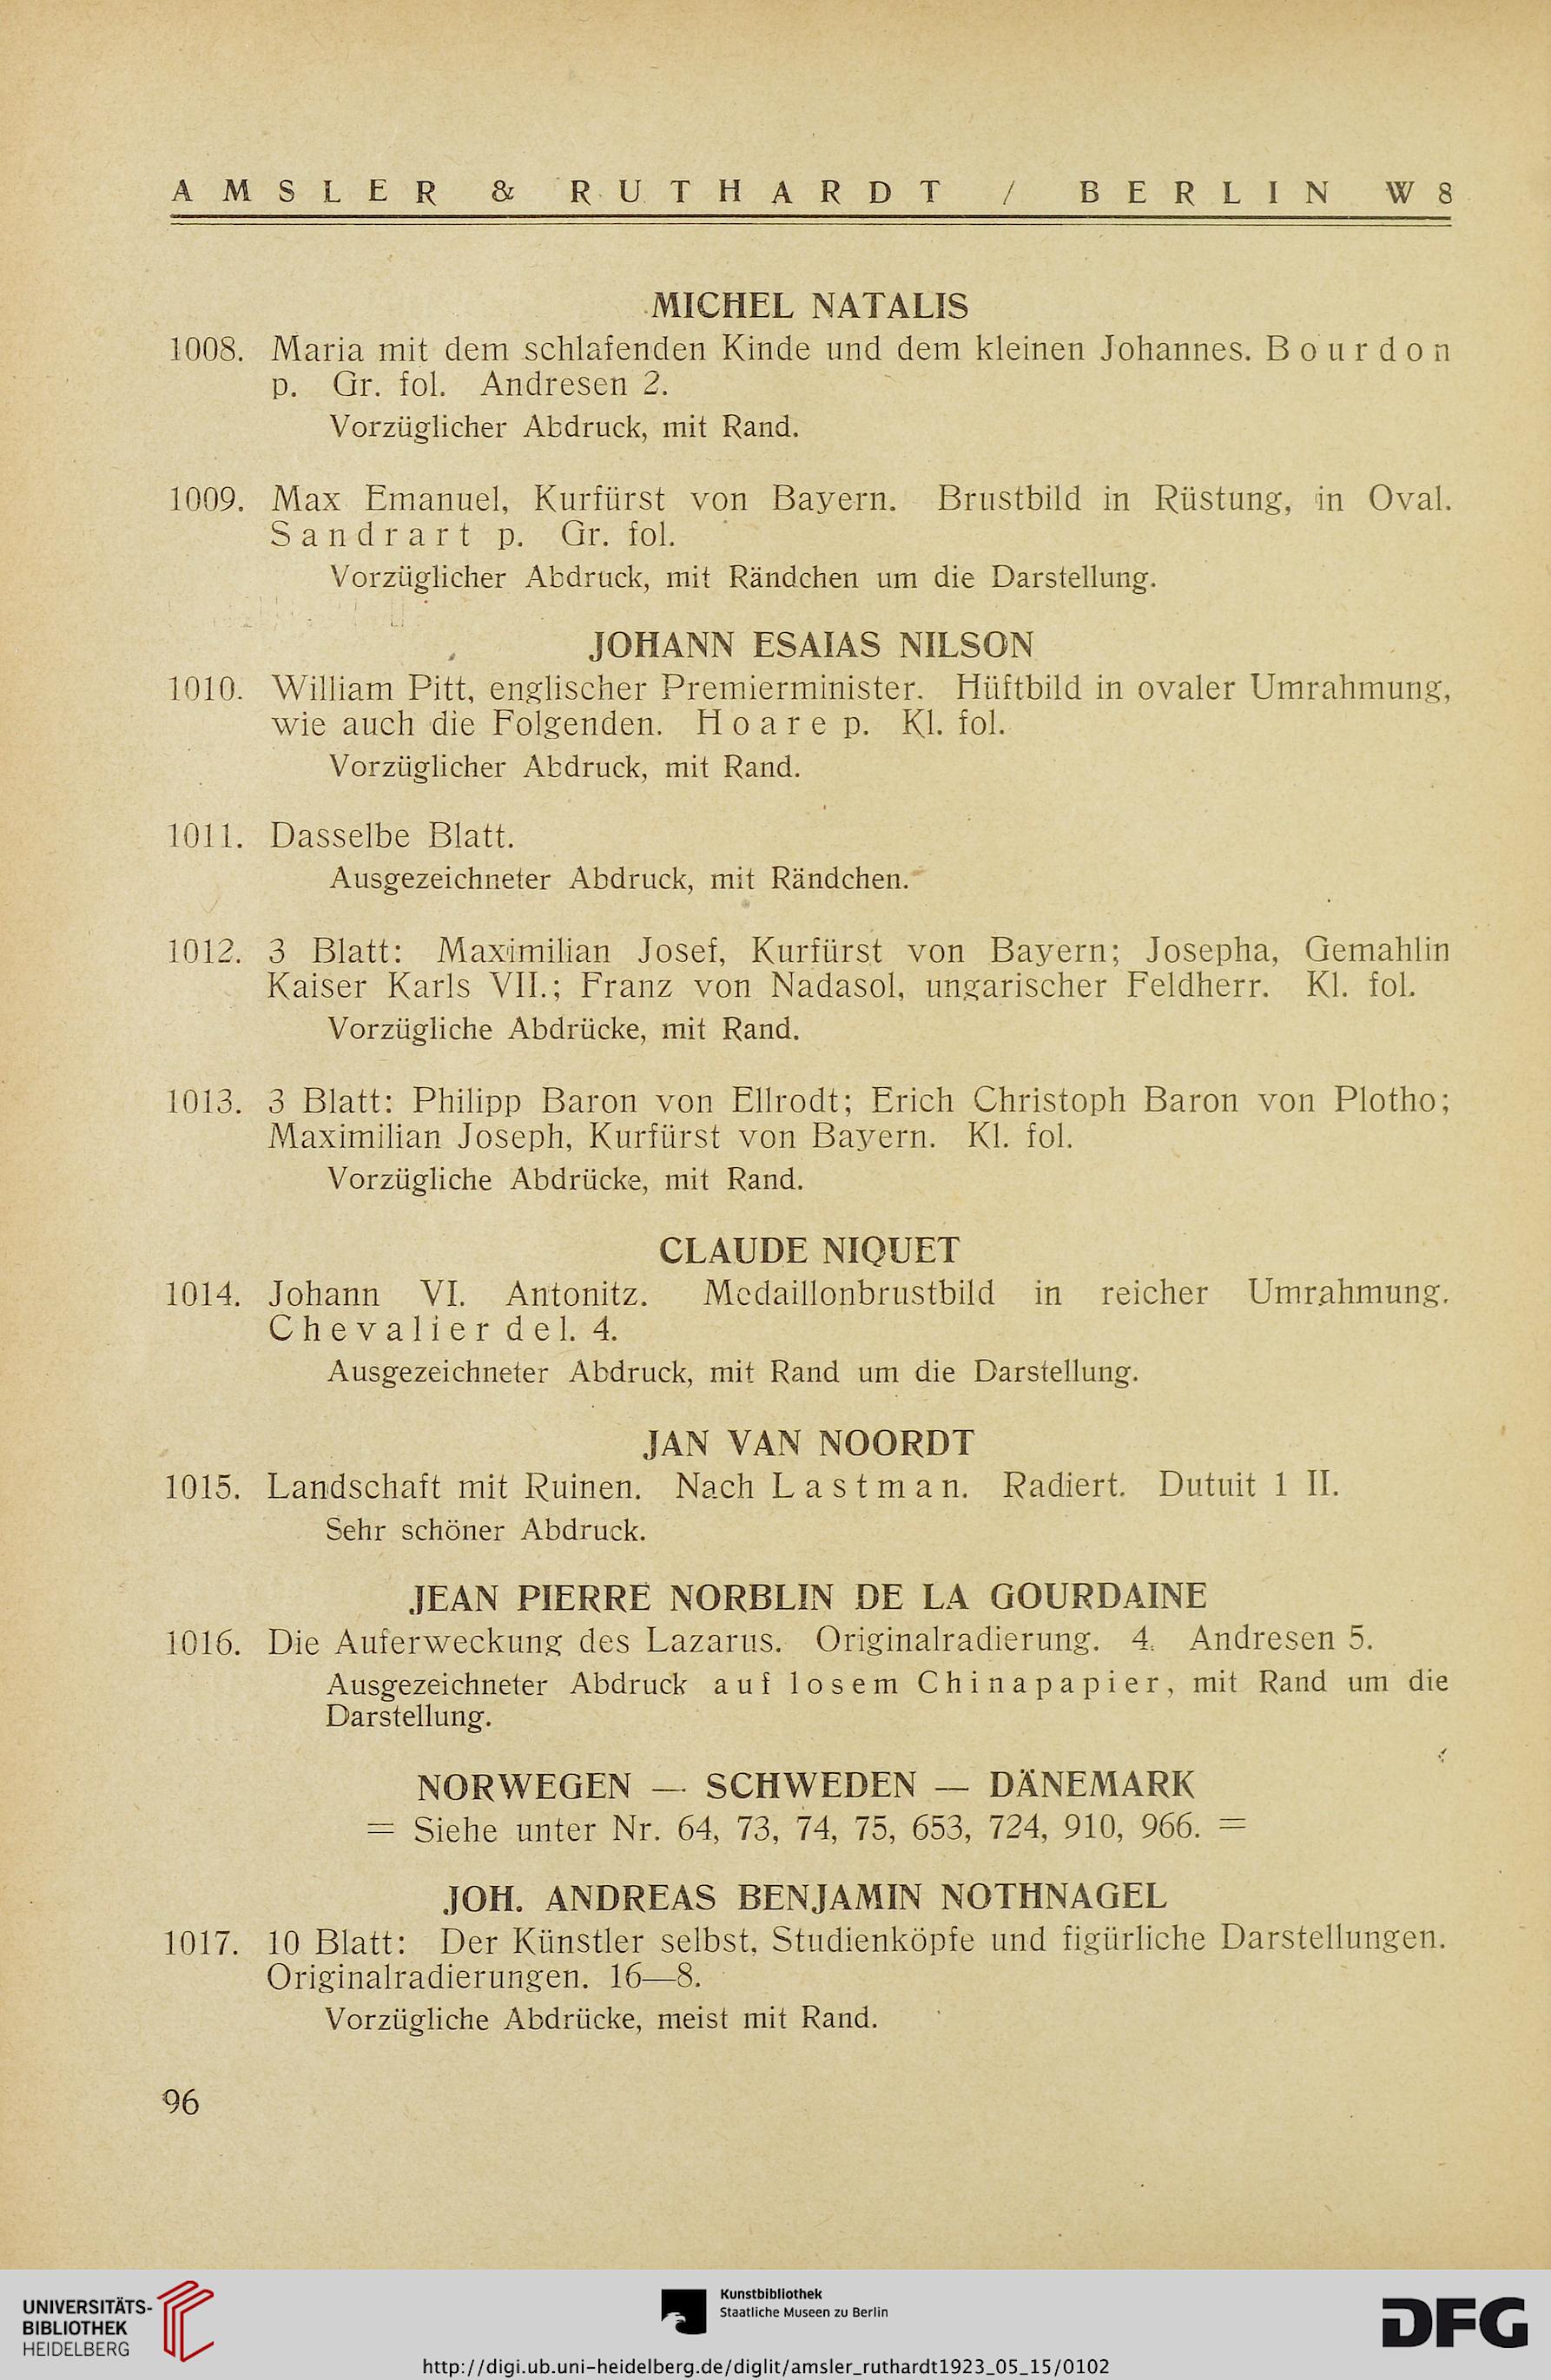 AMSLER & RUTHARDT / BERLIN W 8
MICHEL NATALIS
1008. Maria mit dem schlafenden Kinde und dem kleinen Johannes. Bourdon
p. Gr. fol. Andresen 2.
Vorzüglicher Abdruck, mit Rand.
1009. Max Emanuel, Kurfürst von Bayern. Brustbild in Rüstung, in Oval.
Sandrart p. Gr. fol.
Vorzüglicher Abdruck, mit Rändchen um die Darstellung.
JOHANN ESAIAS NILSON
1010. William Pitt, englischer Premierminister. Hüftbild in ovaler Umrahmung,
wie auch die Folgenden. Hoare p. Kl. fol.
Vorzüglicher Abdruck, mit Rand.
1011. Dasselbe Blatt.
Ausgezeichneter Abdruck, mit Rändchen.
1012. 3 Blatt: Maximilian Josef, Kurfürst von Bayern; Josepha, Gemahlin
Kaiser Karls VII.; Franz von Nadasol, ungarischer Feldherr. Kl. fol.
Vorzügliche Abdrücke, mit Rand.
1013. 3 Blatt: Philipp Baron von Ellrodt; Erich Christoph Baron von Plotho;
Maximilian Joseph, Kurfürst von Bayern. Kl. fol.
Vorzügliche Abdrücke, mit Rand.
CLAUDE NIQUET
1014. Johann VI. Antonitz. Medaillonbrustbild in reicher Umrahmung.
Chevalier del. 4.
Ausgezeichneter Abdruck, mit Rand um die Darstellung.
JAN VAN NOORDT
1015. Landschaft mit Ruinen. Nach Lastman. Radiert. Dutuit 1 II.
Sehr schöner Abdruck.
JEAN PIERRE NORBLIN DE LA GOURDAINE
1016. Die Auferweckung des Lazarus. Originalradierung. 4. Andresen 5.
Ausgezeichneter Abdruck auf losem Chinapapier, mit Rand um die
Darstellung.
NORWEGEN — SCHWEDEN — DÄNEMARK
= Siehe unter Nr. 64, 73, 74, 75, 653, 724, 910, 966. =
JOH. ANDREAS BENJAMIN NOTHNAGEL
1017. 10 Blatt: Der Künstler selbst, Studienköpfe und figürliche Darstellungen.
Originalradierungen. 16—8.
Vorzügliche Abdrücke, meist mit Rand.
96
UNIVERSITÄTS-
BIBLIOTHEK
HEIDELBERG
Kunstbibliothek
Staatliche Museen zu Berlin
DFG
http://digi.ub.uni-heidelberg.de/diglit/amsler_ruthardt1923_05_15/0102